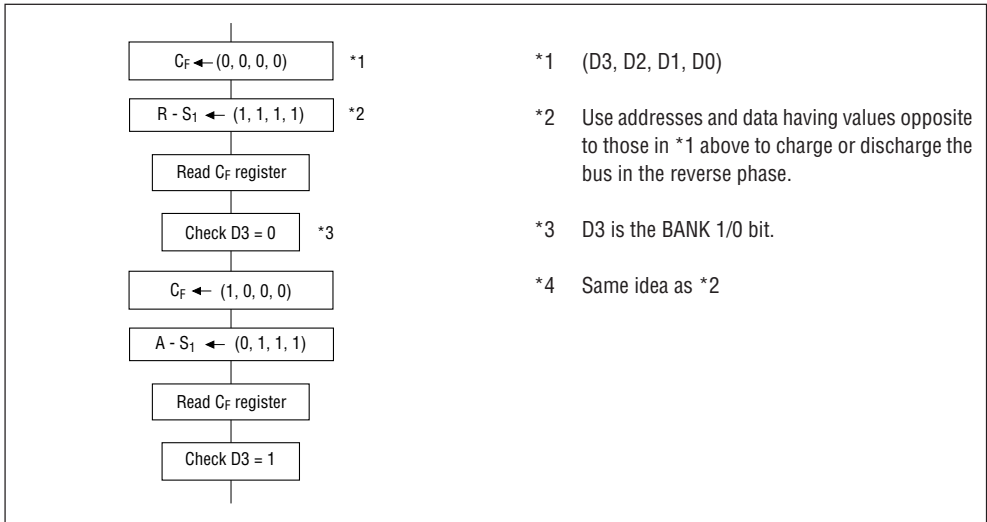 C_F ← (0, 0, 0, 0) *1
R - S_1 ← (1, 1, 1, 1) *2
Read C_F register
Check D3 = 0 *3
C_F ← (1, 0, 0, 0)
A - S_1 ← (0, 1, 1, 1)
Read C_F register
Check D3 = 1
*1 (D3, D2, D1, D0)
*2 Use addresses and data having values opposite
to those in *1 above to charge or discharge the
bus in the reverse phase.
*3 D3 is the BANK 1/0 bit.
*4 Same idea as *2